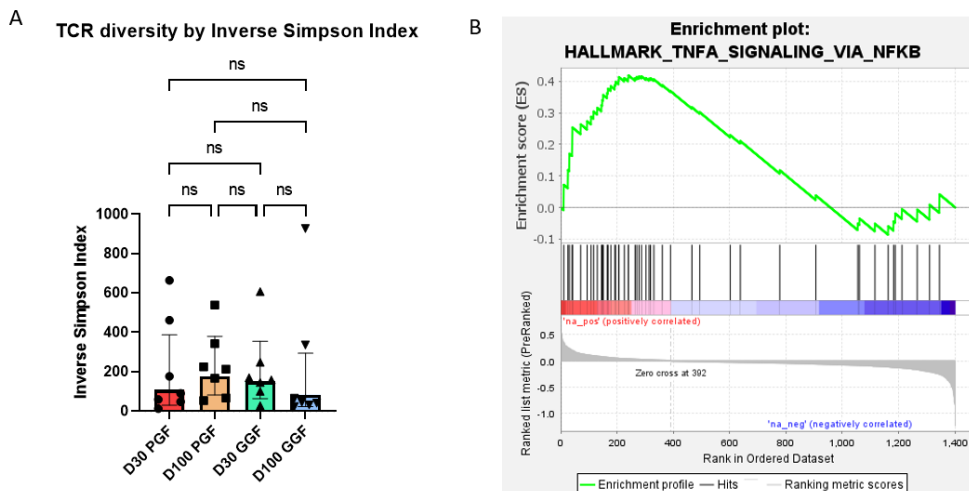 A
TCR diversity by Inverse Simpson Index
ns
ns
ns
ns
ns
ns
Inverse Simpson Index
1000
800
600
400
200
0
D30 PGF
D100 PGF
D30 GGF
D100 GGF
B
Enrichment plot:
HALLMARK_TNFA_SIGNALING_VIA_NFKB
Enrichment score (ES)
0.4
0.3
0.2
0.1
0.0
-0.1
'na_pos' (positively correlated)
Ranked list metric (PreRanked)
0.5
0.0
-0.5
-1.0
Zero cross at 392
'na_neg' (negatively correlated)
0 200 400 600 800 1,000 1,200 1,400
Rank in Ordered Dataset
Enrichment profile Hits Ranking metric scores